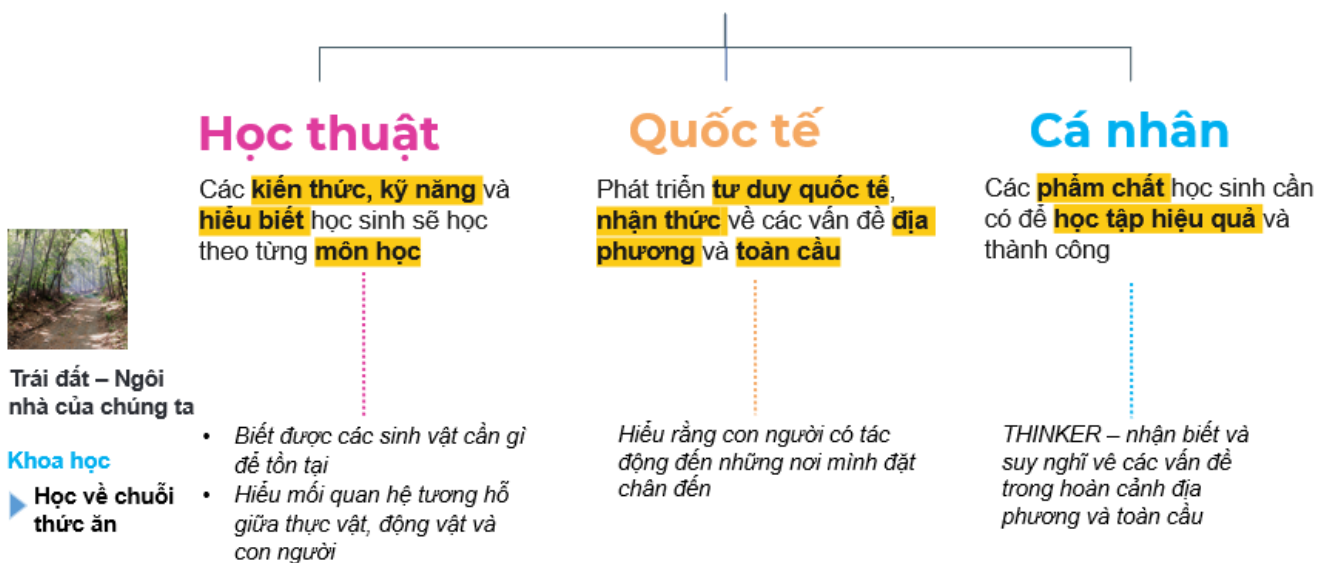 Học thuật
Các kiến thức, kỹ năng và
hiểu biết học sinh sẽ học
theo từng môn học
Quốc tế
Phát triển tư duy quốc tế,
nhận thức về các vấn đề địa
phương và toàn cầu
Cá nhân
Các phẩm chất học sinh cần
có để học tập hiệu quả và
thành công
Trái đất – Ngôi
nhà của chúng ta
Khoa học
Học về chuỗi
thức ăn
• Biết được các sinh vật cần gì
để tồn tại
• Hiểu mối quan hệ tương hỗ
giữa thực vật, động vật và
con người
Hiểu rằng con người có tác
động đến những nơi mình đặt
chân đến
THINKER – nhận biết và
suy nghĩ vê các vấn đề
trong hoàn cảnh địa
phương và toàn cầu